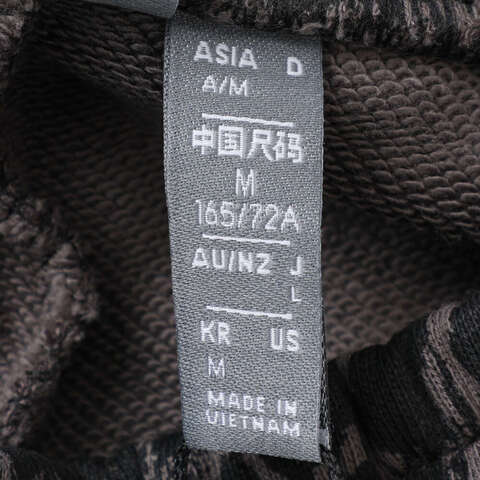 ASIA D
A/M
中国尺码
M
165/72A
AU/NZ J
L
KR US
M
MADE IN
VIETNAM